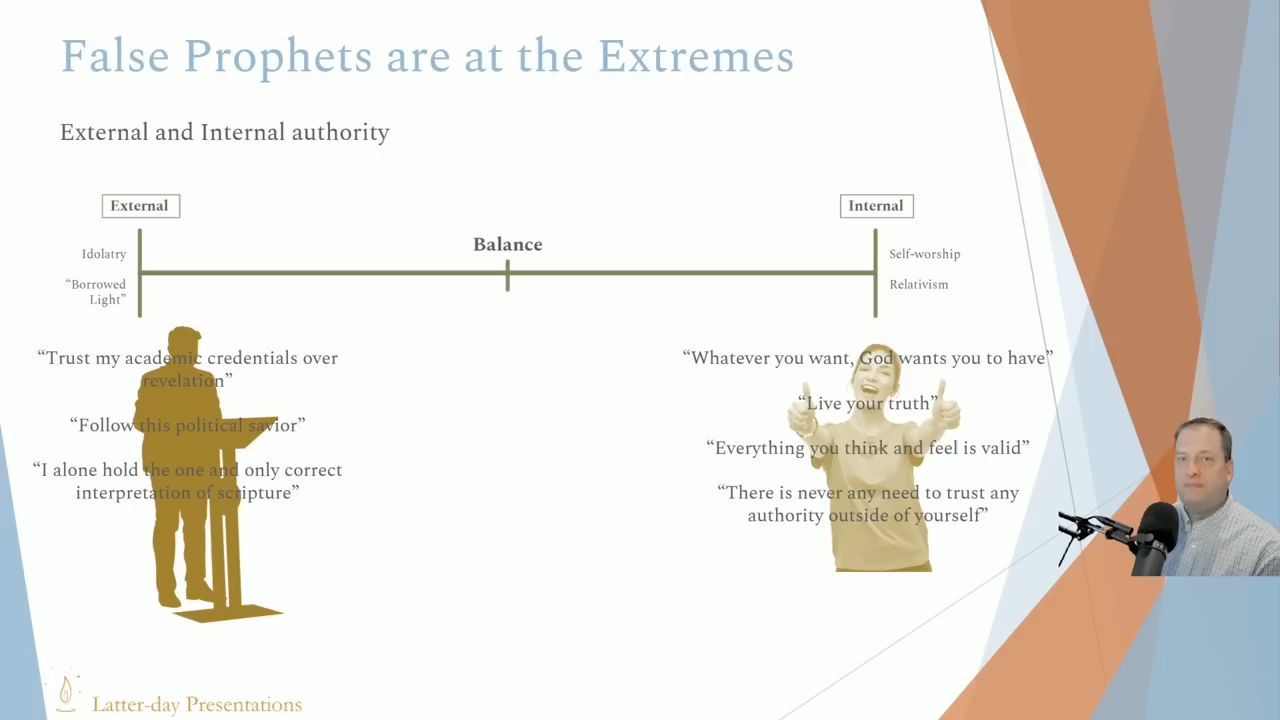 False Prophets are at the Extremes
External and Internal authority
External
Internal
Balance
Idolatry
Self-worship
“Borrowed
Light”
Relativism
“Trust my academic credentials over
revelation”
“Follow this political savior”
“I alone hold the one and only correct
interpretation of scripture”
“Whatever you want, God wants you to have”
“Live your truth”
“Everything you think and feel is valid”
“There is never any need to trust any
authority outside of yourself”
Latter-day Presentations